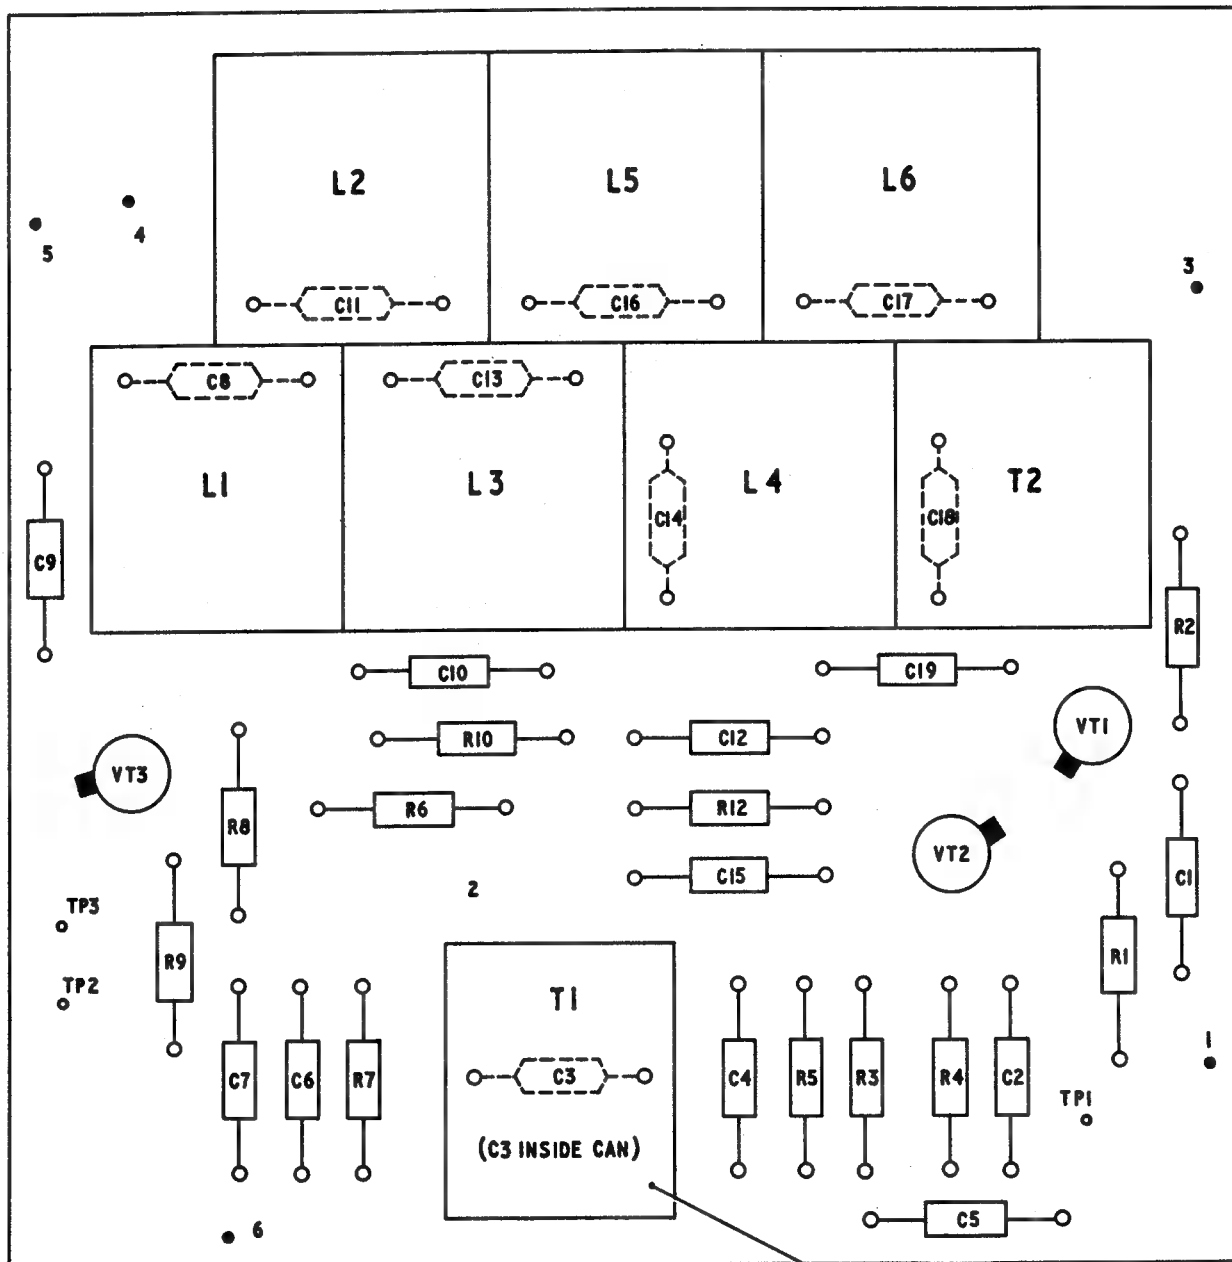 L2 L5 L6
5 4 3
C11 C16 C17
C8 C13
L1 L3 L4 T2
C9 C14 C18
R2
C10 C19
VT3 R10 C12 VT1
R8 R6 R12
VT2
2 C15 C1
TP3
R9 R1
TP2 T1
1
C7 C6 R7 C3 C4 R5 R3 R4 C2
TP1
(C3 INSIDE CAN)
6 C5